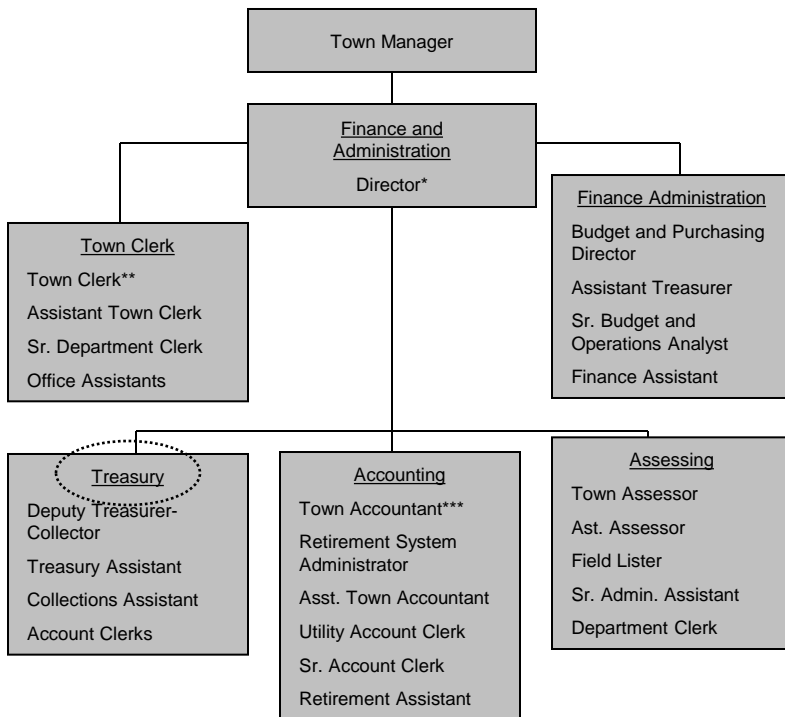 Town Manager
Finance and
Administration
Director*
Town Clerk
Town Clerk**
Assistant Town Clerk
Sr. Department Clerk
Office Assistants
Finance Administration
Budget and Purchasing
Director
Assistant Treasurer
Sr. Budget and
Operations Analyst
Finance Assistant
Treasury
Deputy Treasurer-
Collector
Treasury Assistant
Collections Assistant
Account Clerks
Accounting
Town Accountant***
Retirement System
Administrator
Asst. Town Accountant
Utility Account Clerk
Sr. Account Clerk
Retirement Assistant
Assessing
Town Assessor
Ast. Assessor
Field Lister
Sr. Admin. Assistant
Department Clerk